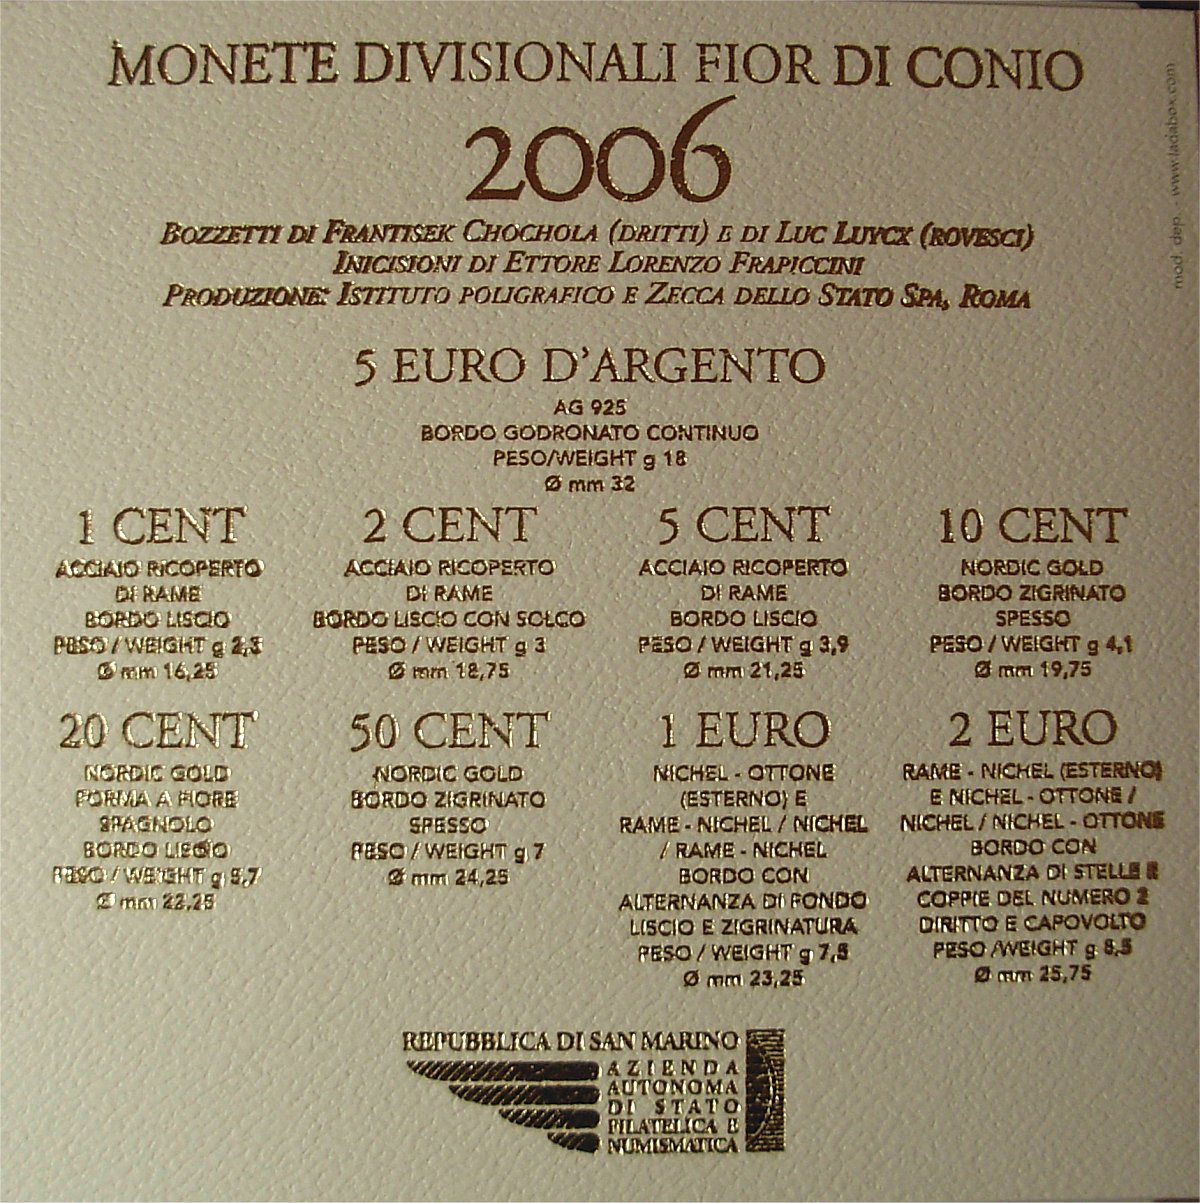 MONETE DIVISIONALI FIOR DI CONIO
2006
BOZZETTI DI FRANTISEK CHOCHOLA (DRITTI) E DI LUC LUYCX (ROVESCI)
INICISIONI DI ETTORE LORENZO FRAPICCINI
PRODUZIONE: ISTITUTO POLIGRAFICO E ZECCA DELLO STATO SPA, ROMA
5 EURO D'ARGENTO
AG 925
BORDO GODRONATO CONTINUO
PESO/WEIGHT g 18
Ø mm 32
1 CENT
ACCIAIO RICOPERTO
DI RAME
BORDO LISCIO
PESO / WEIGHT g 2,3
Ø mm 16,25
2 CENT
ACCIAIO RICOPERTO
DI RAME
BORDO LISCIO CON SOLCO
PESO / WEIGHT g 3
Ø mm 18,75
5 CENT
ACCIAIO RICOPERTO
DI RAME
BORDO LISCIO
PESO / WEIGHT g 3,9
Ø mm 21,25
10 CENT
NORDIC GOLD
BORDO ZIGRINATO
SPESSO
PESO / WEIGHT g 4,1
Ø mm 19,75
20 CENT
NORDIC GOLD
FORMA A FIORE
SPAGNOLO
BORDO LISCIO
PESO / WEIGHT g 5,7
Ø mm 22,25
50 CENT
NORDIC GOLD
BORDO ZIGRINATO
SPESSO
PESO / WEIGHT g 7
Ø mm 24,25
1 EURO
NICHEL - OTTONE
(ESTERNO) E
RAME - NICHEL / NICHEL
/ RAME - NICHEL
BORDO CON
ALTERNANZA DI FONDO
LISCIO E ZIGRINATURA
PESO / WEIGHT g 7,5
Ø mm 23,25
2 EURO
RAME - NICHEL (ESTERNO)
E NICHEL - OTTONE /
NICHEL / NICHEL - OTTONE
BORDO CON
ALTERNANZA DI STELLE E
COPPIE DEL NUMERO 2
DIRITTO E CAPOVOLTO
PESO /WEIGHT g 8,5
Ø mm 25,75
REPUBBLICA DI SAN MARINO
AZIENDA
AUTONOMA
DI STATO
FILATELICA E
NUMISMATICA
mod. dep. www.ladabox.com